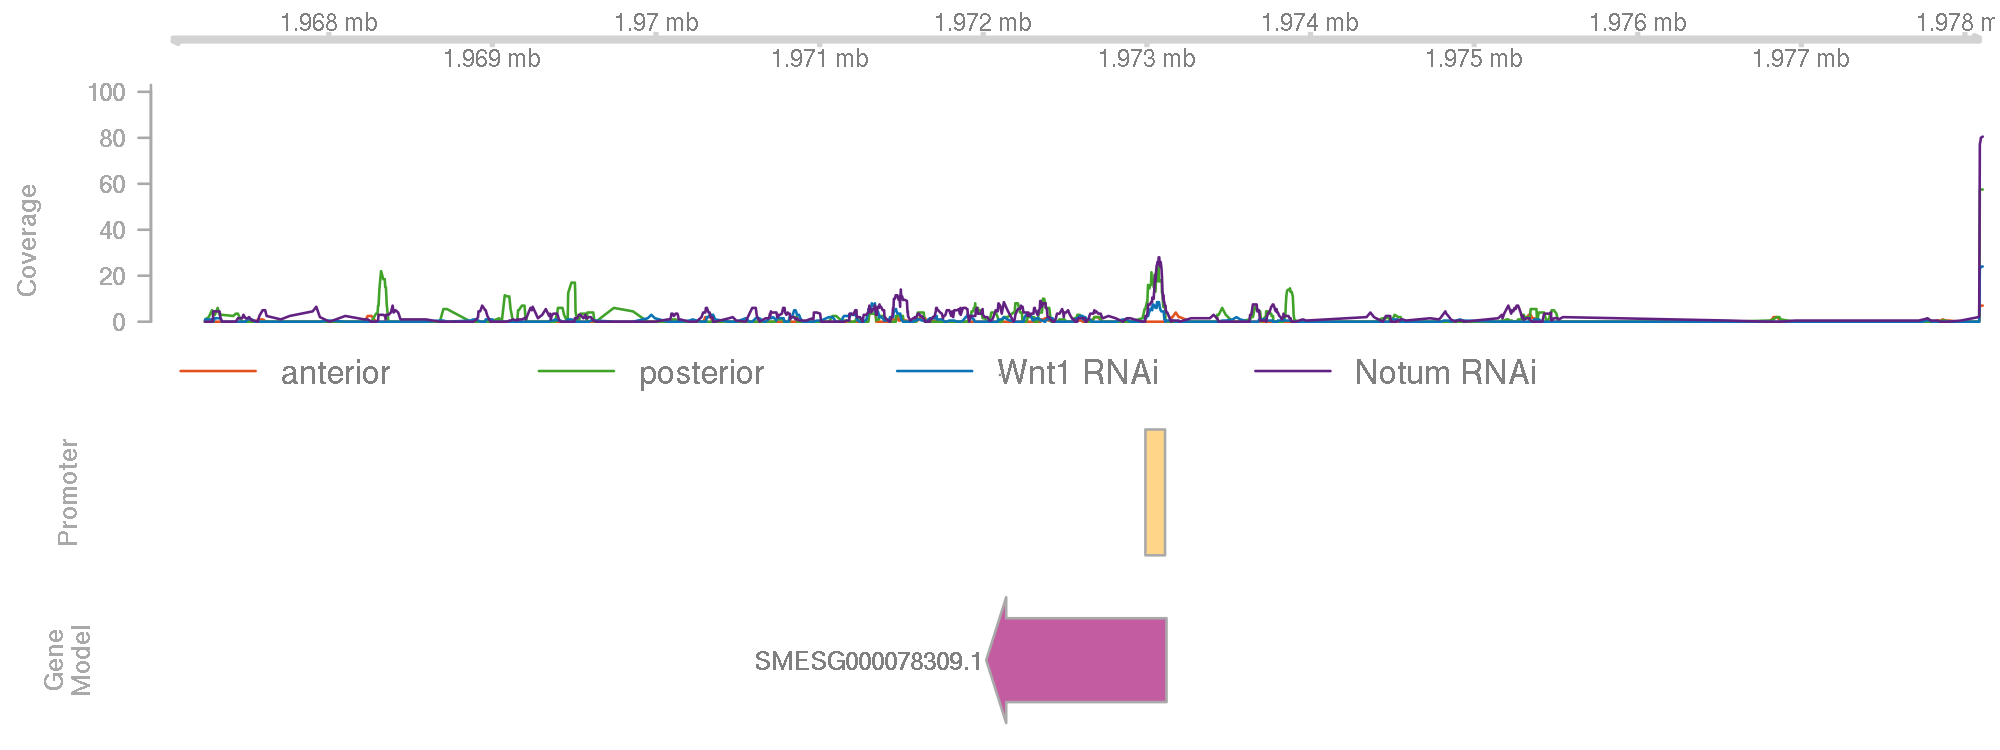 1.968 mb 1.97 mb 1.972 mb 1.974 mb 1.976 mb 1.978 m
1.969 mb 1.971 mb 1.973 mb 1.975 mb 1.977 mb
100
80
60
40
20
0
Coverage
anterior posterior Wnt1 RNAi Notum RNAi
Promoter
Gene
Model
SMESG000078309.1